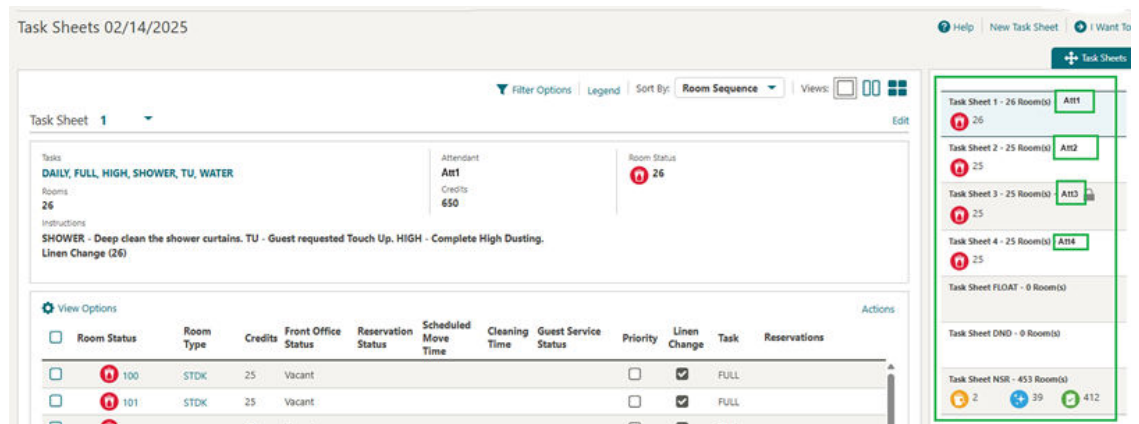 Task Sheets 02/14/2025
Help New Task Sheet I Want To
Task Sheets
Filter Options Legend Sort By: Room Sequence Views:
Task Sheet 1
Edit
Tasks
DAILY, FULL, HIGH, SHOWER, TU, WATER
Rooms
26
Instructions
SHOWER - Deep clean the shower curtains. TU - Guest requested Touch Up. HIGH - Complete High Dusting.
Linen Change (26)
Attendant
Att1
Credits
650
Room Status
26
View Options
Actions
Room Status Room Type Credits Front Office Status Reservation Status Scheduled Move Time Cleaning Time Guest Service Status Priority Linen Change Task Reservations
100 STDK 25 Vacant FULL
101 STDK 25 Vacant FULL
Task Sheet 1 - 26 Room(s) Att1
26
Task Sheet 2 - 25 Room(s) Att2
25
Task Sheet 3 - 25 Room(s) - Att3
25
Task Sheet 4 - 25 Room(s) Att4
25
Task Sheet FLOAT - 0 Room(s)
Task Sheet DND - 0 Room(s)
Task Sheet NSR - 453 Room(s)
2 39 412